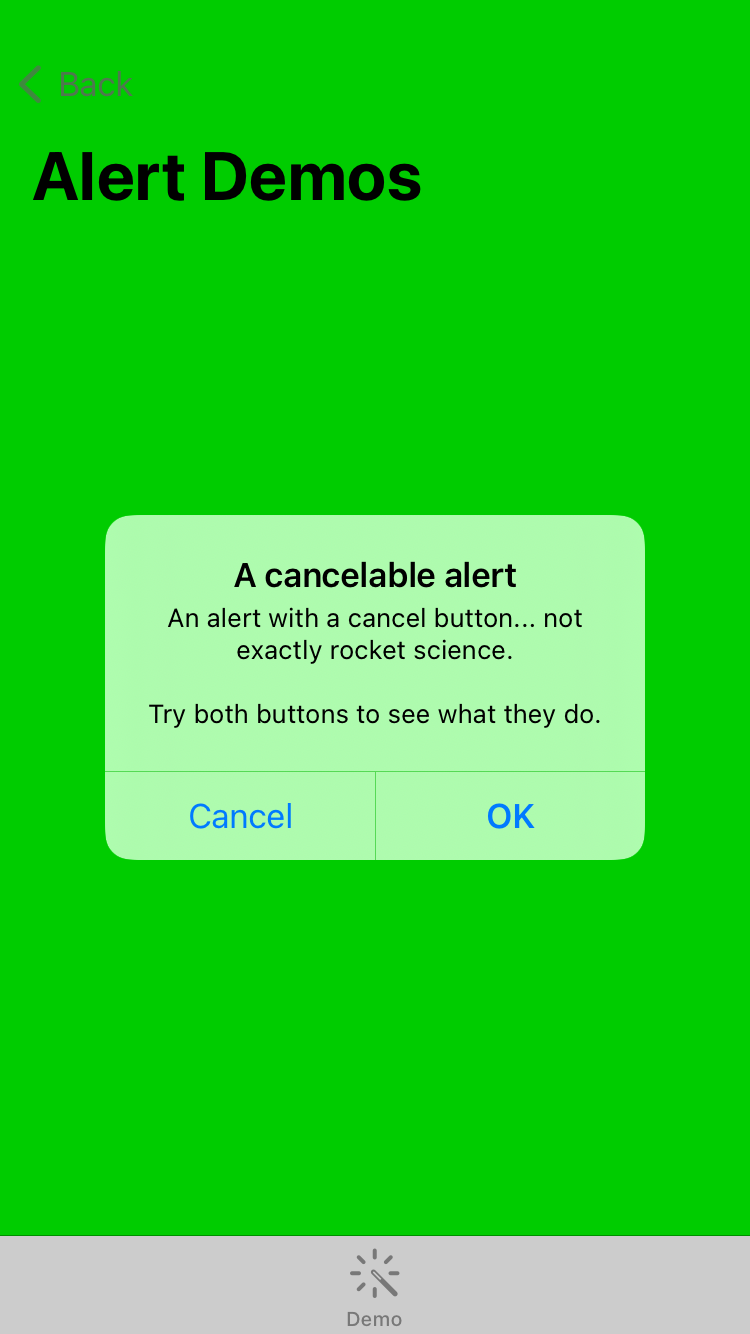 Back
Alert Demos
A cancelable alert
An alert with a cancel button... not
exactly rocket science.
Try both buttons to see what they do.
Cancel
OK
Demo